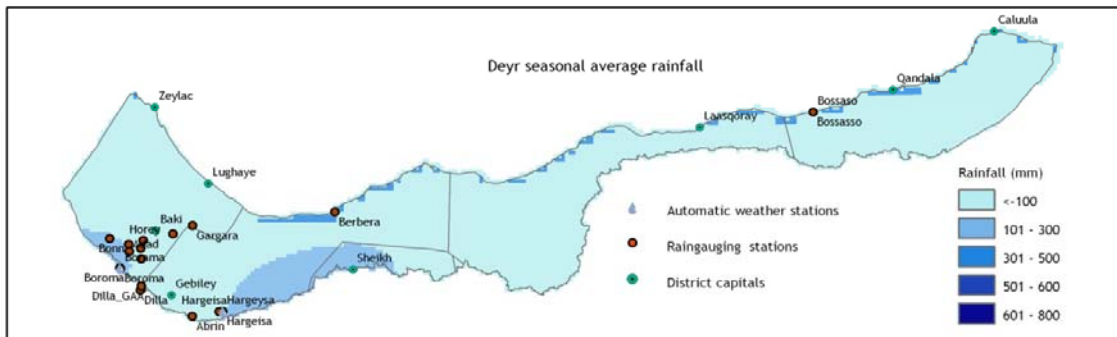 Caluula
Deyr seasonal average rainfall
Qandala
Zeylac
Bossaso
Bossasso
Laasqoray
Lughaye
Rainfall (mm)
<-100
Automatic weather stations
Baki
Horey
Berbera
101 - 300
Gargara
Raingauging stations
301 - 500
Boroma
Boroma
Sheikh
District capitals
501 - 600
Gebiley
Dilla_GAX
Dilla
Hargeisa
Hargeysa
601 - 800
Abrin
Hargeisa